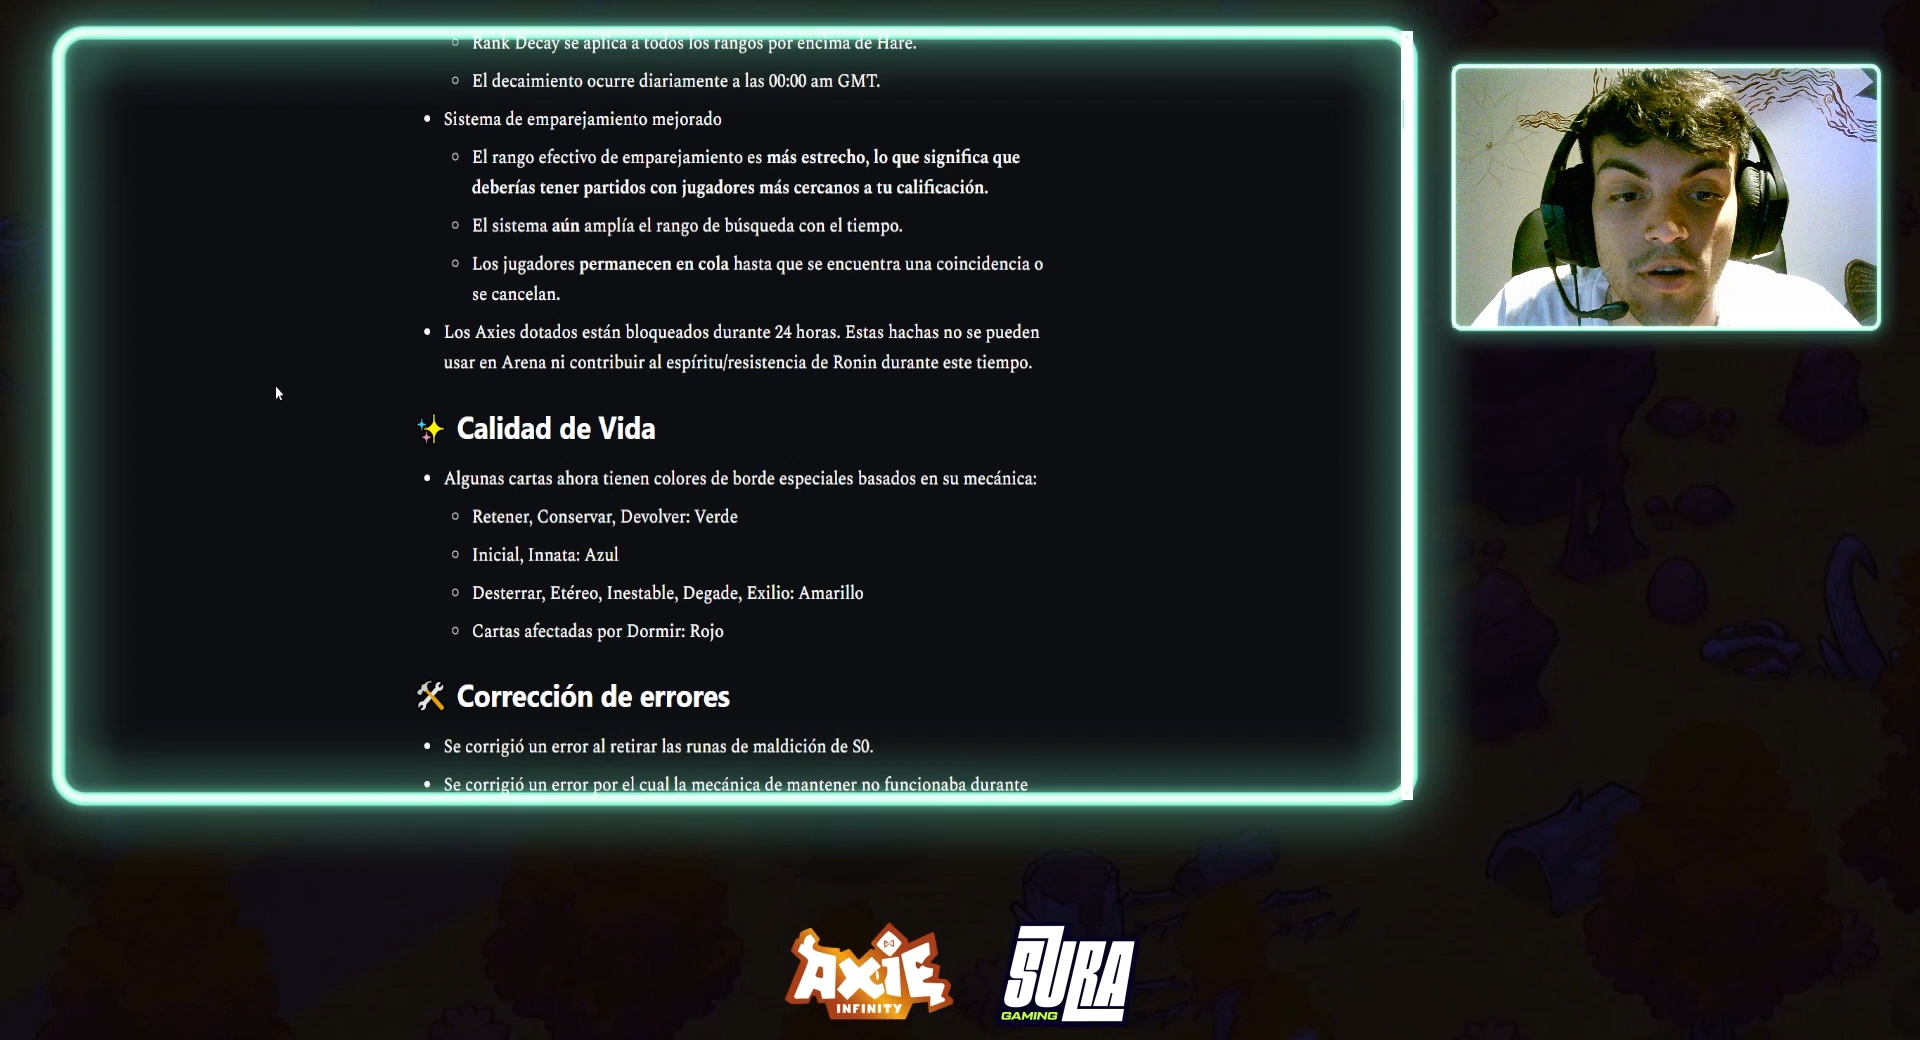 Rank Decay se aplica a todos los rangos por encima de Hare.
El decaimiento ocurre diariamente a las 00:00 am GMT.
Sistema de emparejamiento mejorado
El rango efectivo de emparejamiento es más estrecho, lo que significa que
deberías tener partidos con jugadores más cercanos a tu calificación.
El sistema aún amplía el rango de búsqueda con el tiempo.
Los jugadores permanecen en cola hasta que se encuentra una coincidencia o
se cancelan.
Los Axies dotados están bloqueados durante 24 horas. Estas hachas no se pueden
usar en Arena ni contribuir al espíritu/resistencia de Ronin durante este tiempo.
Calidad de Vida
Algunas cartas ahora tienen colores de borde especiales basados en su mecánica:
Retener, Conservar, Devolver: Verde
Inicial, Innata: Azul
Desterrar, Etéreo, Inestable, Degade, Exilio: Amarillo
Cartas afectadas por Dormir: Rojo
Corrección de errores
Se corrigió un error al retirar las runas de maldición de S0.
Se corrigió un error por el cual la mecánica de mantener no funcionaba durante
AXIE
INFINITY
SURA
GAMING